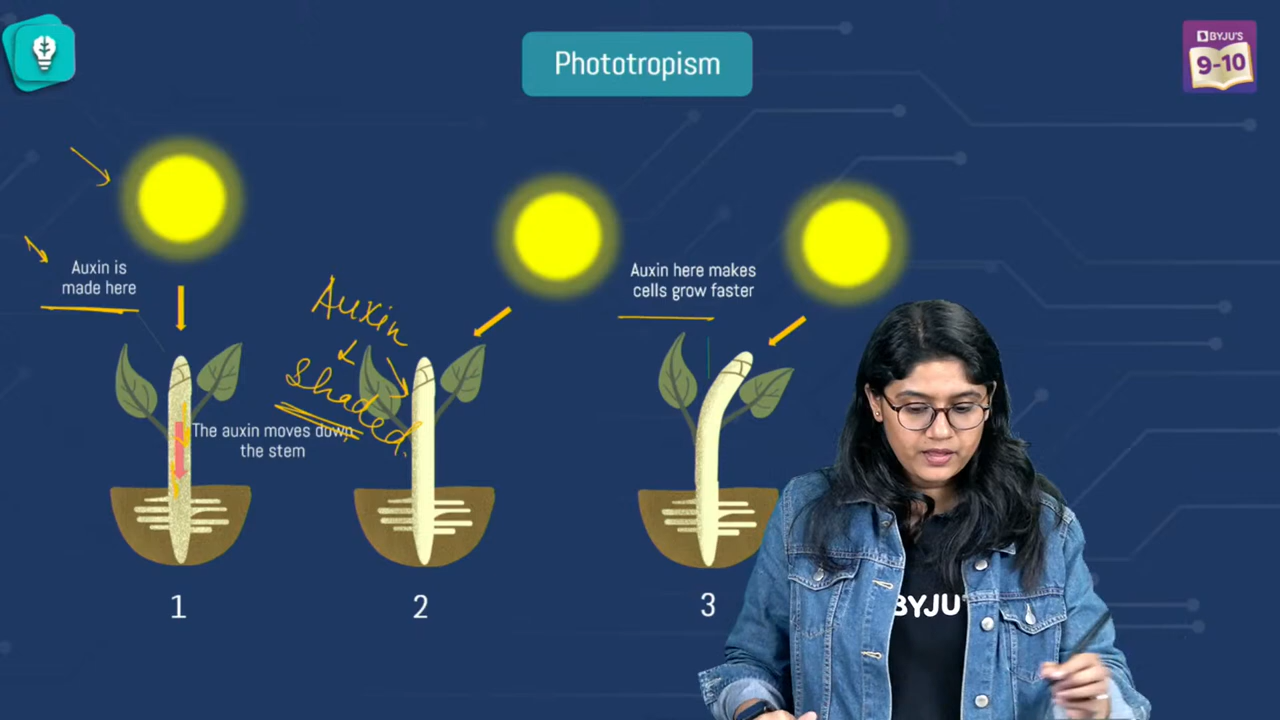 Phototropism
BYJU'S
9-10
Auxin is
made here
Auxin
Shaded
The auxin moves down
the stem
Auxin here makes
cells grow faster
1
2
3
BYJU